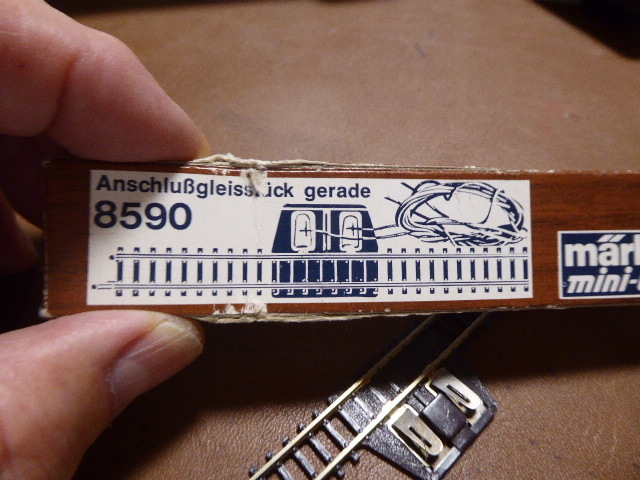 Anschlußgleisstück gerade
8590
märk
mini-